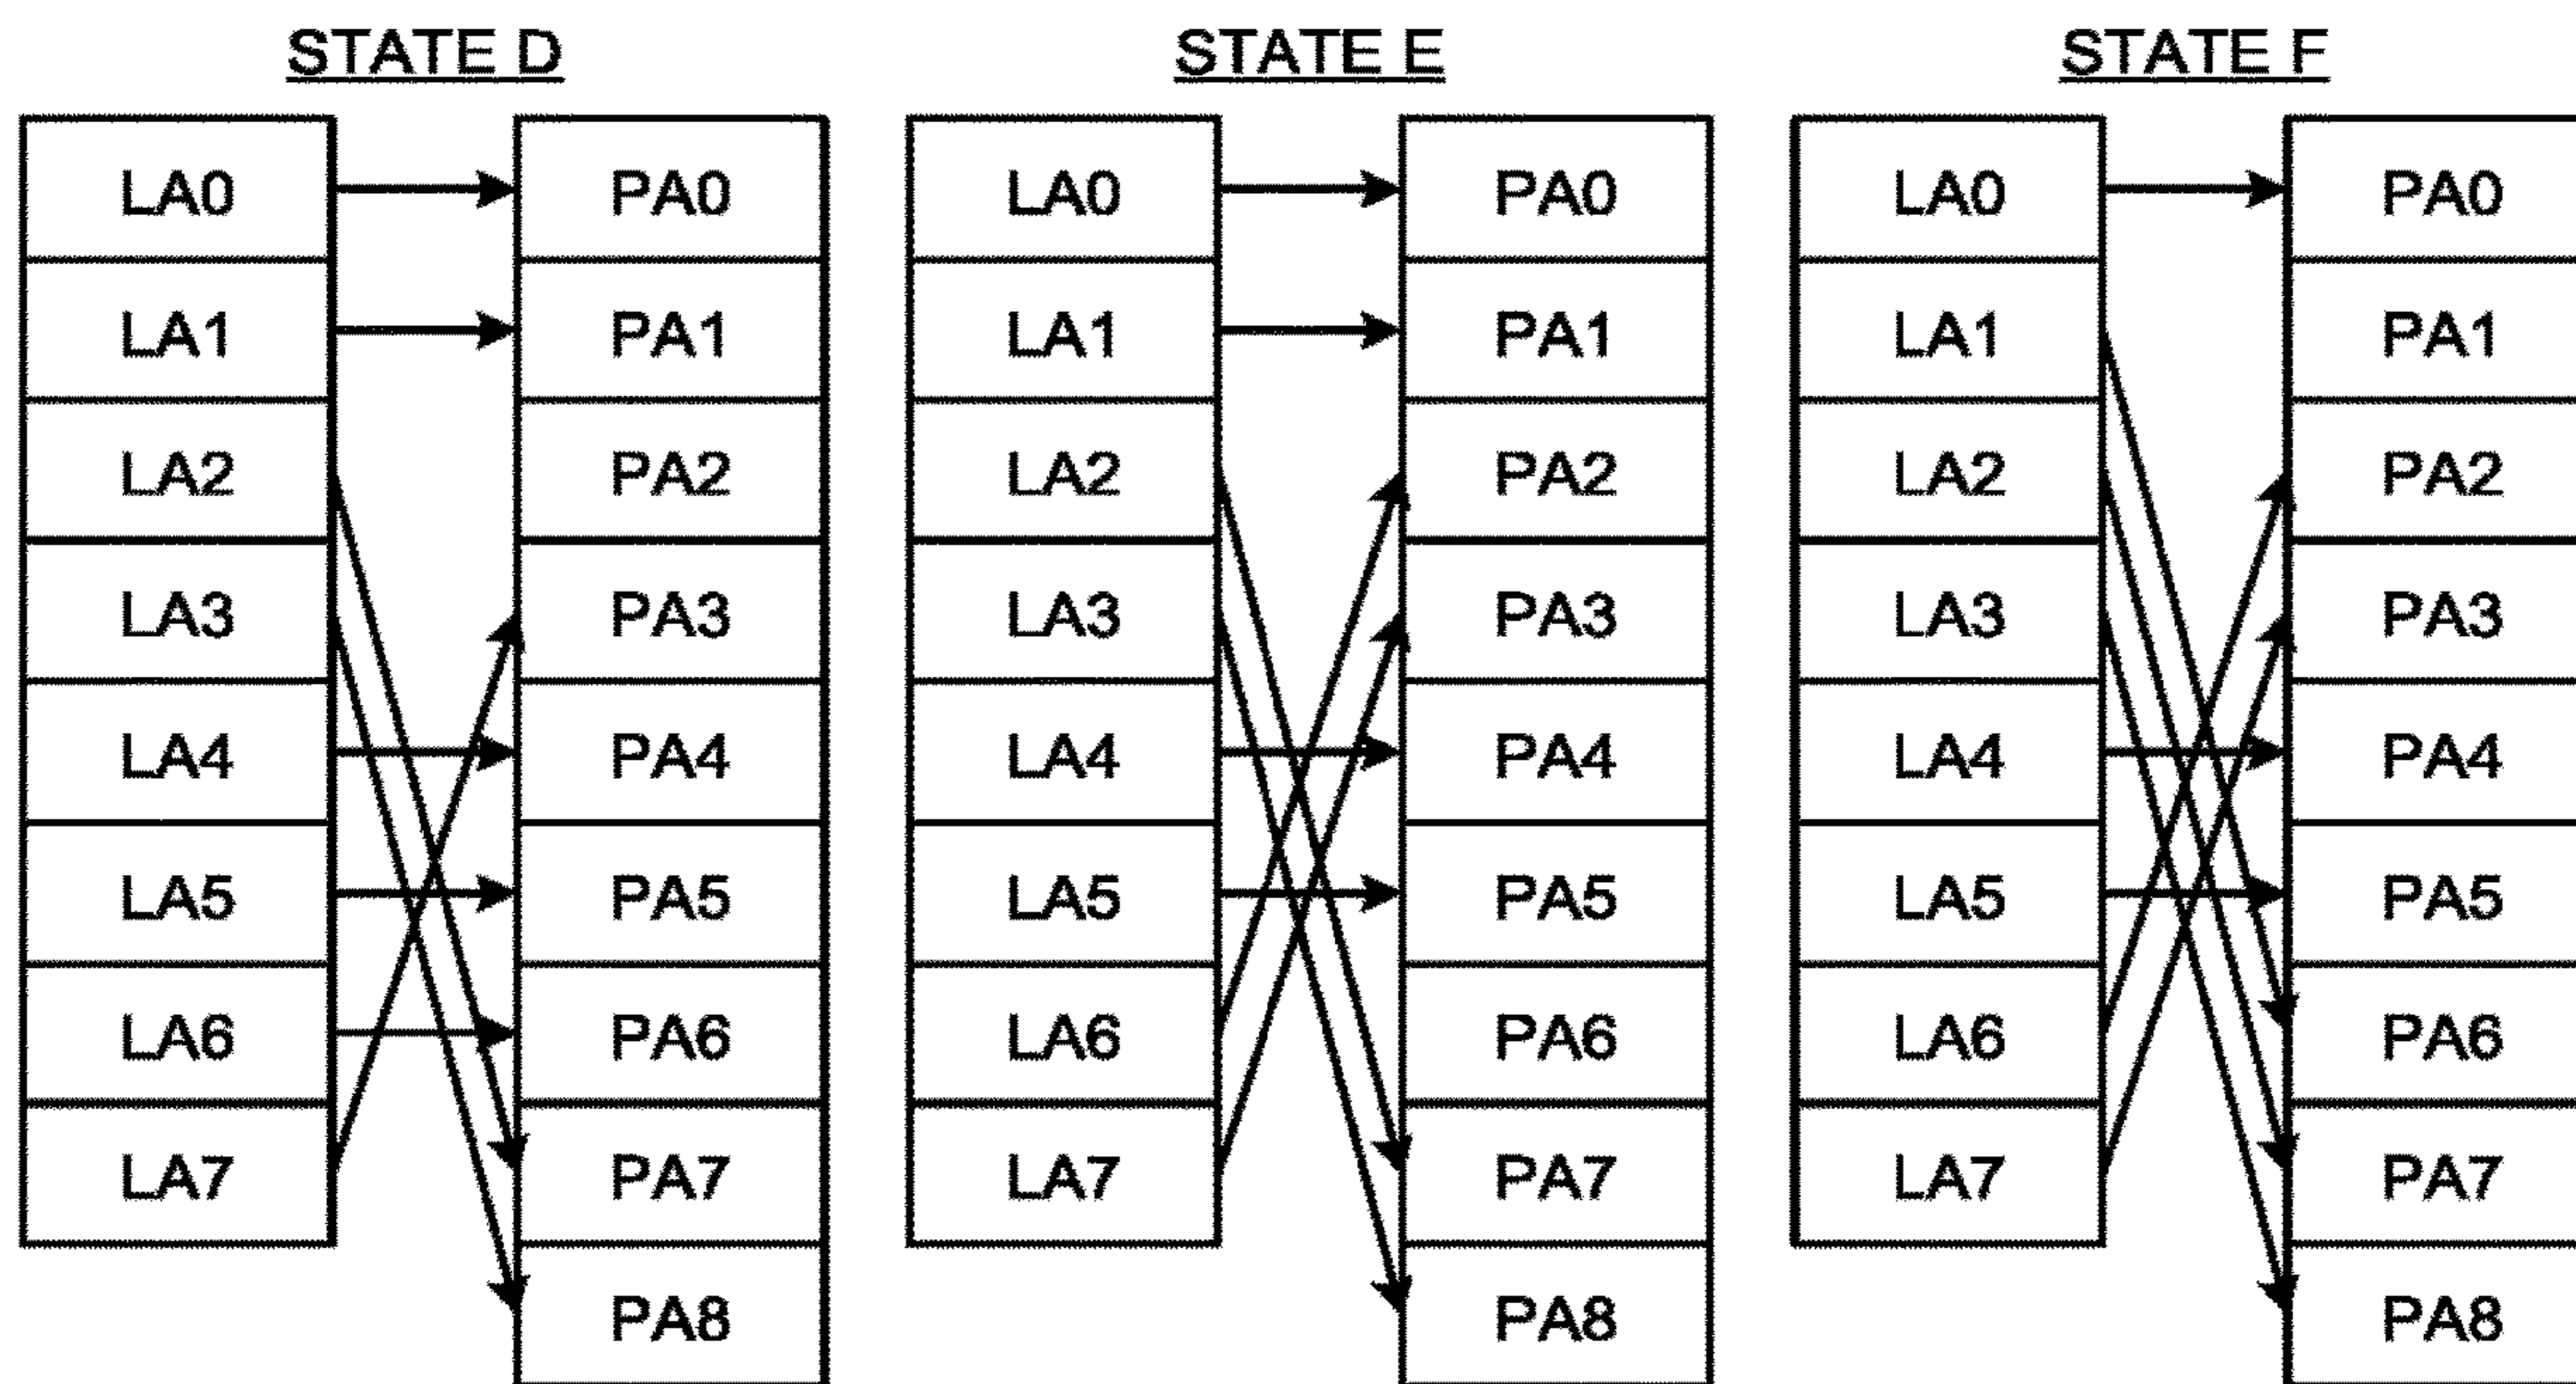 STATE D STATE E STATE F
LA0 PA0 LA0 PA0 LA0 PA0
LA1 PA1 LA1 PA1 LA1 PA1
LA2 PA2 LA2 PA2 LA2 PA2
LA3 PA3 LA3 PA3 LA3 PA3
LA4 PA4 LA4 PA4 LA4 PA4
LA5 PA5 LA5 PA5 LA5 PA5
LA6 PA6 LA6 PA6 LA6 PA6
LA7 PA7 LA7 PA7 LA7 PA7
PA8 PA8 PA8